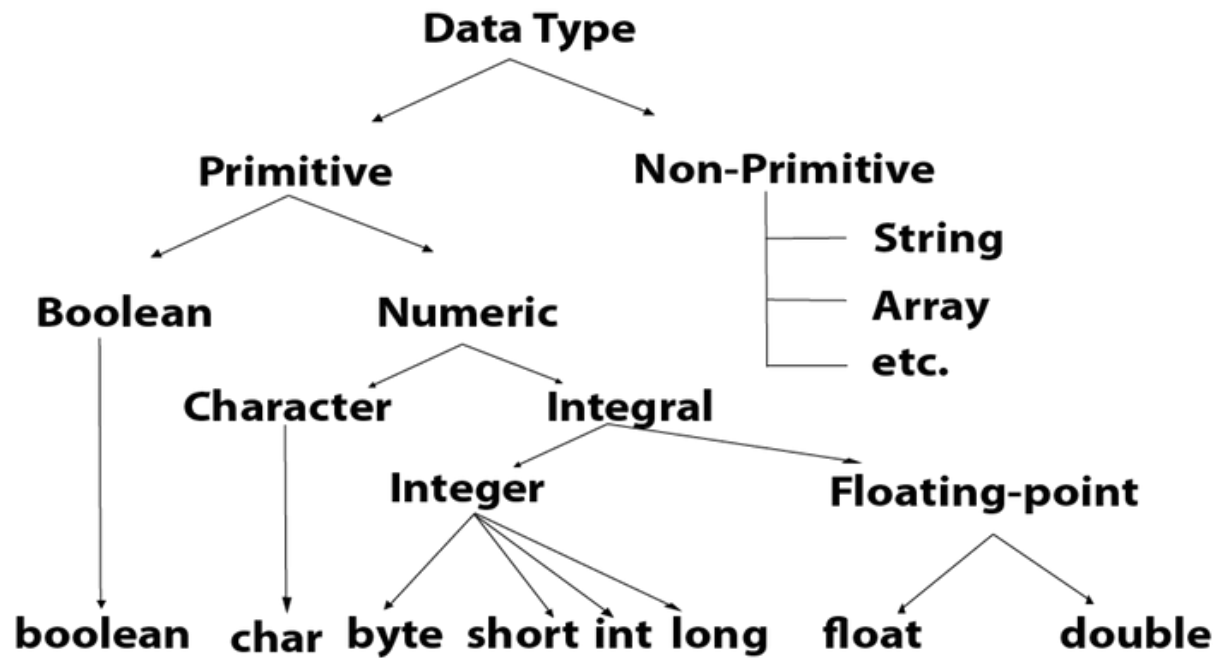 Data Type
Primitive
Non-Primitive
String
Array
etc.
Boolean
Numeric
Character
Integral
Integer
Floating-point
boolean
char
byte
short
int
long
float
double